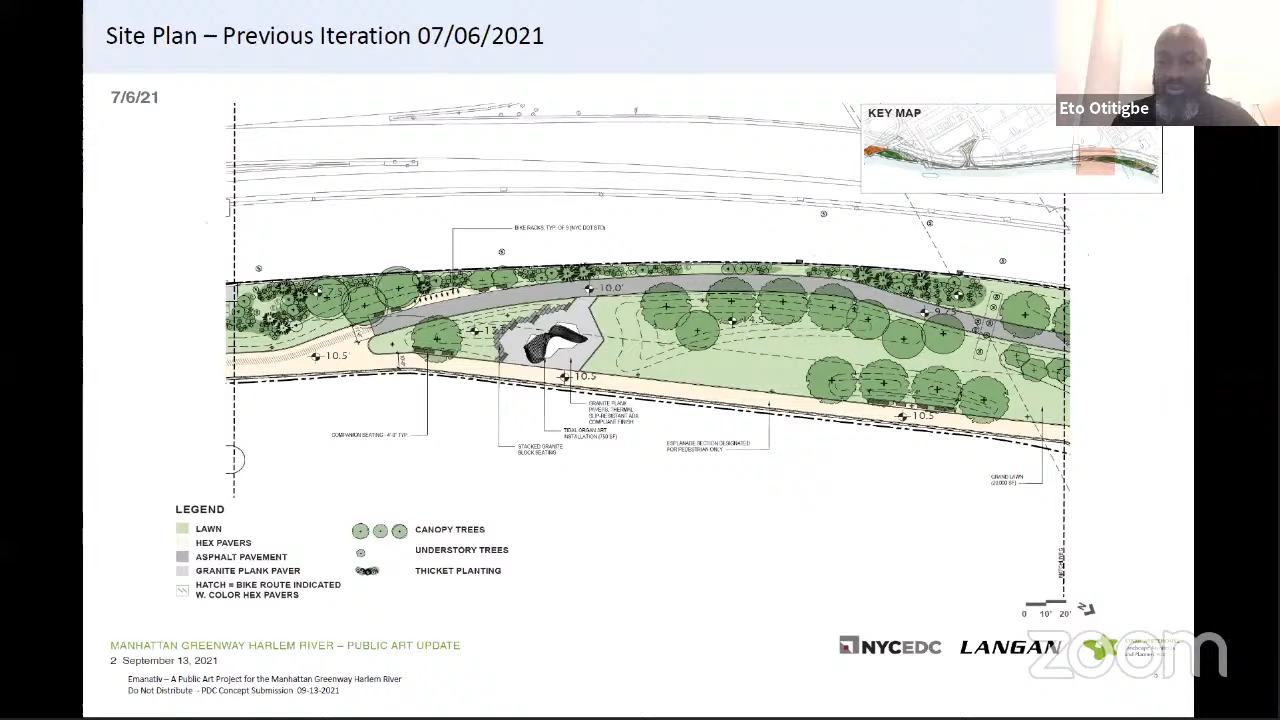 Site Plan – Previous Iteration 07/06/2021
Eto Otitigbe
7/6/21
KEY MAP
BIKE RACKS, TYP. OF 5 (NYC DOT STD)
10.0'
10.5'
10.5
10.5'
GRANITE PLANK
PAVERS, THERMAL
SLIP-RESISTANT ADA
COMPLIANT FINISH
TIDAL ORGAN ART
INSTALLATION (750 SF)
COMPANION SEATING - 4'-0" TYP.
STACKED GRANITE
BLOCK SEATING
ESPLANADE SECTION DESIGNATED
FOR PEDESTRIAN ONLY
GRAND LAWN
(20,000 SF)
LEGEND
LAWN
HEX PAVERS
ASPHALT PAVEMENT
GRANITE PLANK PAVER
HATCH = BIKE ROUTE INDICATED
W. COLOR HEX PAVERS
CANOPY TREES
UNDERSTORY TREES
THICKET PLANTING
0 10' 20'
N
MANHATTAN GREENWAY HARLEM RIVER – PUBLIC ART UPDATE
2 September 13, 2021
Emanativ – A Public Art Project for the Manhattan Greenway Harlem River
Do Not Distribute - PDC Concept Submission 09-13-2021
NYCEDC
LANGAN
zoom